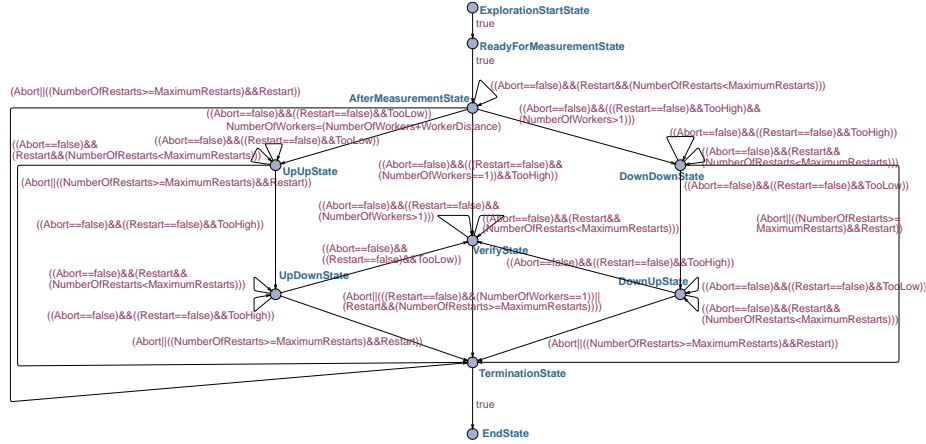 ExplorationStartState
true
ReadyForMeasurementState
true
(Abort||((NumberOfRestarts>=MaximumRestarts)&&Restart))
((Abort==false)&&(Restart&&(NumberOfRestarts<MaximumRestarts)))
AfterMeasurementState
((Abort==false)&&((Restart==false)&&TooLow))
NumberOfWorkers=(NumberOfWorkers+WorkerDistance)
((Abort==false)&&(((Restart==false)&&TooHigh)&&
(NumberOfWorkers>1)))
((Abort==false)&&((Restart==false)&&TooHigh))
((Abort==false)&&
(Restart&&(NumberOfRestarts<MaximumRestarts)))
((Abort==false)&&((Restart==false)&&TooLow))
((Abort==false)&&(Restart&&
(NumberOfRestarts<MaximumRestarts)))
UpUpState
((Abort==false)&&(((Restart==false)&&
(NumberOfWorkers==1))&&TooHigh))
DownDownState
(Abort||((NumberOfRestarts>=MaximumRestarts)&&Restart))
((Abort==false)&&((Restart==false)&&TooLow))
((Abort==false)&&((Restart==false)&&
(NumberOfWorkers>1)))
((Abort==false)&&(Restart&&
(NumberOfRestarts<MaximumRestarts)))
(Abort||((NumberOfRestarts>=
MaximumRestarts)&&Restart))
((Abort==false)&&((Restart==false)&&TooHigh))
((Abort==false)&&
((Restart==false)&&TooLow))
VerifyState
((Abort==false)&&((Restart==false)&&TooHigh))
UpDownState
((Abort==false)&&(Restart&&
(NumberOfRestarts<MaximumRestarts)))
DownUpState
((Abort==false)&&((Restart==false)&&TooLow))
(Abort||(((Restart==false)&&(NumberOfWorkers==1))||
(Restart&&(NumberOfRestarts>=MaximumRestarts))))
((Abort==false)&&(Restart&&
(NumberOfRestarts<MaximumRestarts)))
((Abort==false)&&((Restart==false)&&TooHigh))
(Abort||((NumberOfRestarts>=MaximumRestarts)&&Restart))
(Abort||((NumberOfRestarts>=MaximumRestarts)&&Restart))
TerminationState
true
EndState